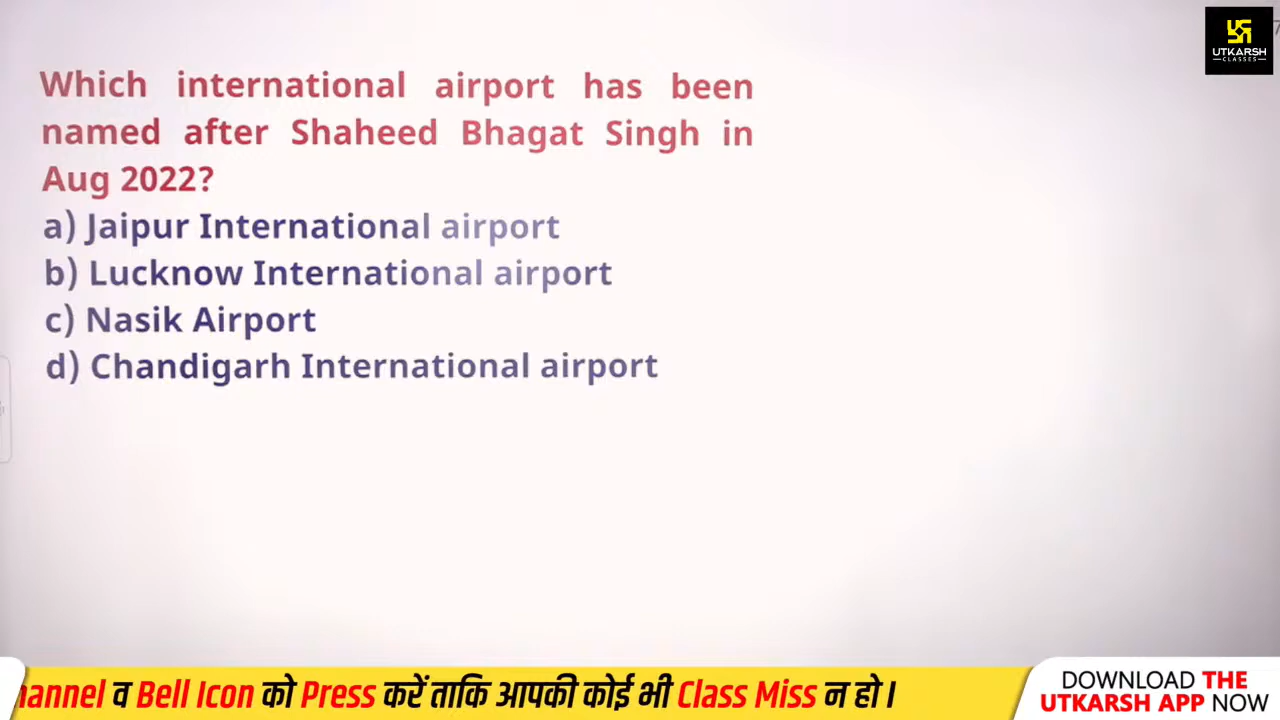 UTKARSH
CLASSES
Which international airport has been
named after Shaheed Bhagat Singh in
Aug 2022?
a) Jaipur International airport
b) Lucknow International airport
c) Nasik Airport
d) Chandigarh International airport
व Bell Icon को Press करें ताकि आपकी कोई भी Class Miss न हो।
DOWNLOAD THE
UTKARSH APP NOW